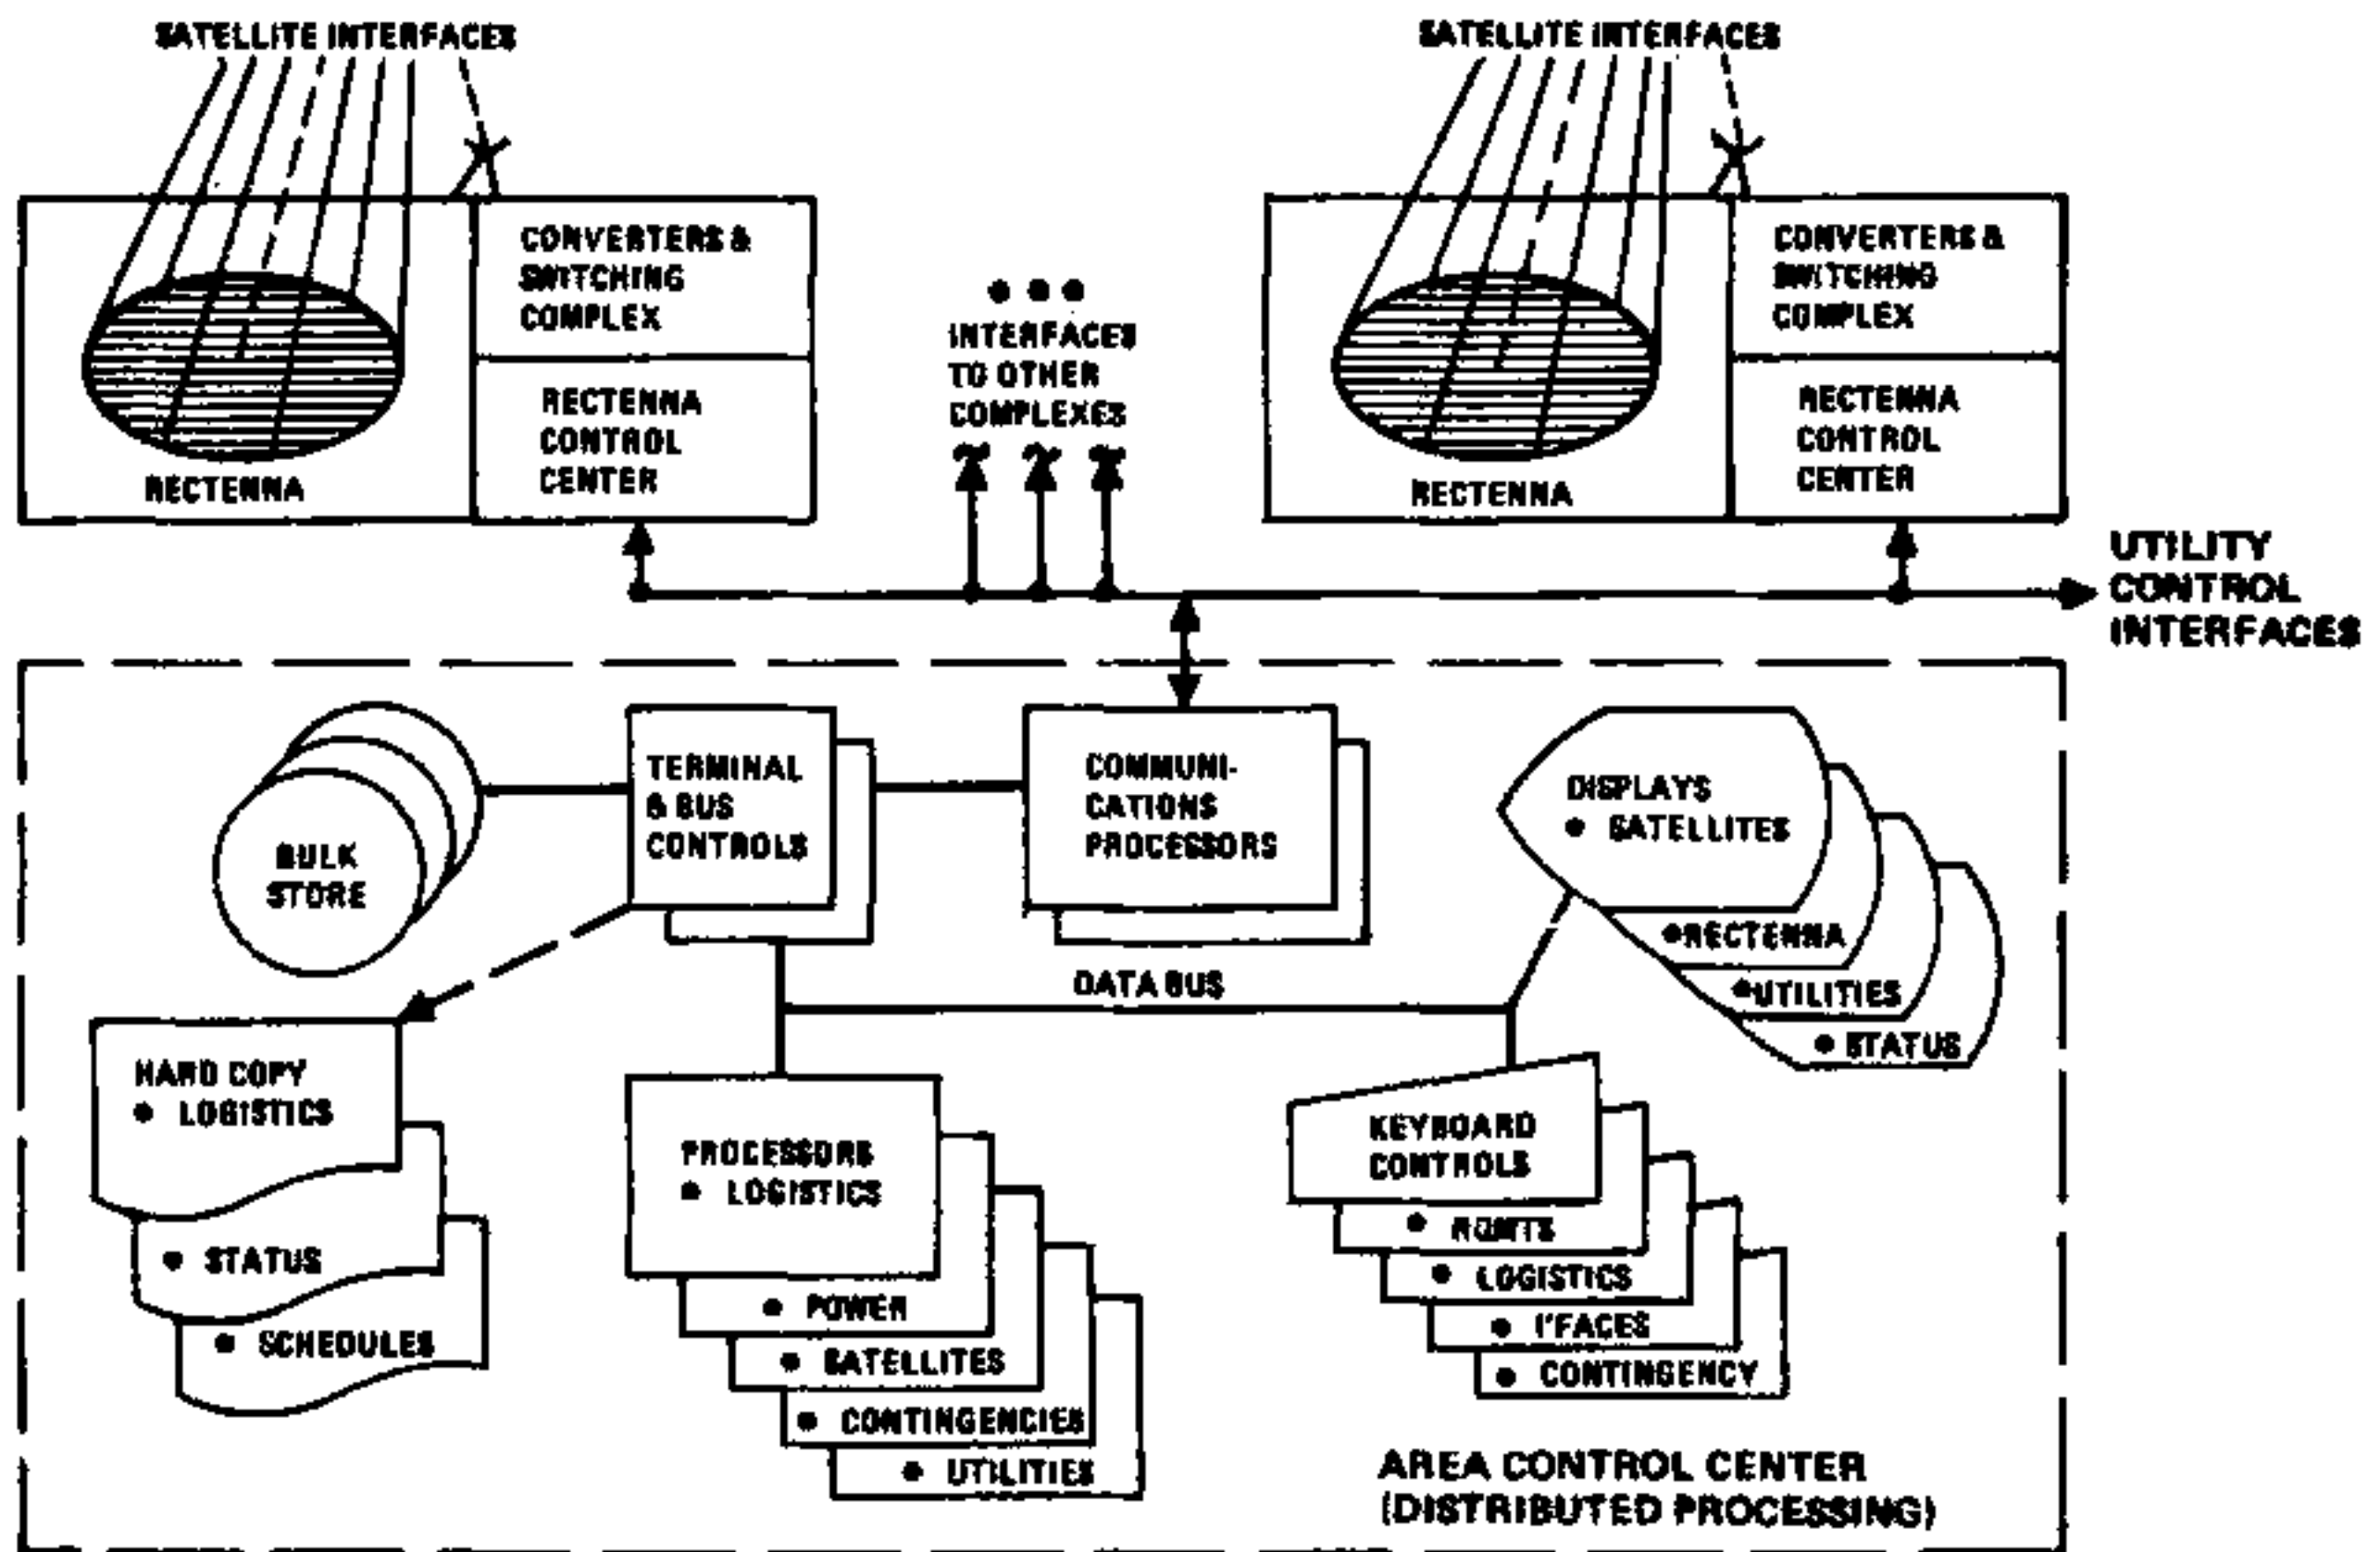 SATELLITE INTERFACES
CONVERTERS &
SWITCHING
COMPLEX
RECTENNA
CONTROL
CENTER
RECTENNA
INTERFACES
TO OTHER
COMPLEXES
SATELLITE INTERFACES
CONVERTERS &
SWITCHING
COMPLEX
RECTENNA
CONTROL
CENTER
RECTENNA
UTILITY
CONTROL
INTERFACES
BULK
STORE
TERMINAL
& BUS
CONTROLS
COMMUNI-
CATIONS
PROCESSORS
DISPLAYS
• SATELLITES
• RECTENNA
• UTILITIES
• STATUS
DATA BUS
HARD COPY
• LOGISTICS
• STATUS
• SCHEDULES
PROCESSORS
• LOGISTICS
• POWER
• SATELLITES
• CONTINGENCIES
• UTILITIES
KEYBOARD
CONTROLS
• RQMTS
• LOGISTICS
• I'FACES
• CONTINGENCY
AREA CONTROL CENTER
(DISTRIBUTED PROCESSING)